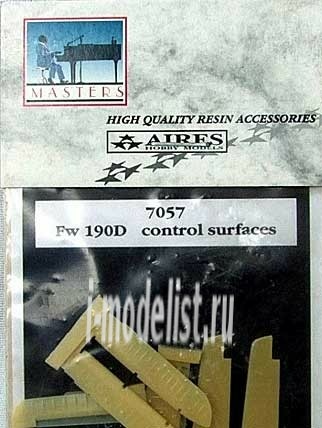 MASTERS
HIGH QUALITY RESIN ACCESSORIES
AIRES
HOBBY MODELS
7057
Fw 190D control surfaces
i-modelist.ru